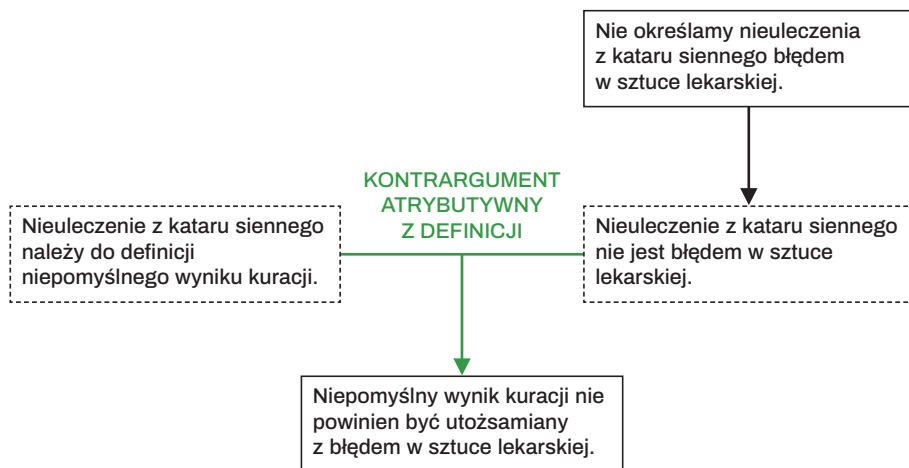 Nie określamy nieuleczenia
z kataru siennego błędem
w sztuce lekarskiej.
KONTRARGUMENT
ATRYBUTYWNY
Z DEFINICJI
Nieuleczenie z kataru siennego
należy do definicji
niepomyślnego wyniku kuracji.
Nieuleczenie z kataru siennego
nie jest błędem w sztuce
lekarskiej.
Niepomyślny wynik kuracji nie
powinien być utożsamiany
z błędem w sztuce lekarskiej.